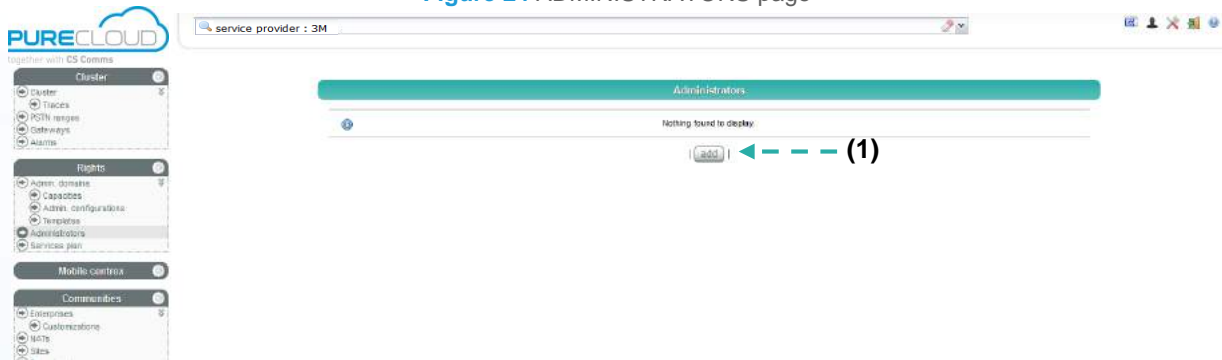 ADMINISTRATORS page
PURECLOUD
together with CS Comms
service provider : 3M
Cluster
Cluster
Traces
PSTN ranges
Gateways
Alarms
Rights
Admin. domains
Capacities
Admin. configurations
Templates
Administrators
Services plan
Mobile centrex
Communities
Enterprises
Customizations
NATs
Sites
Administrators
Nothing found to display.
| add |
(1)